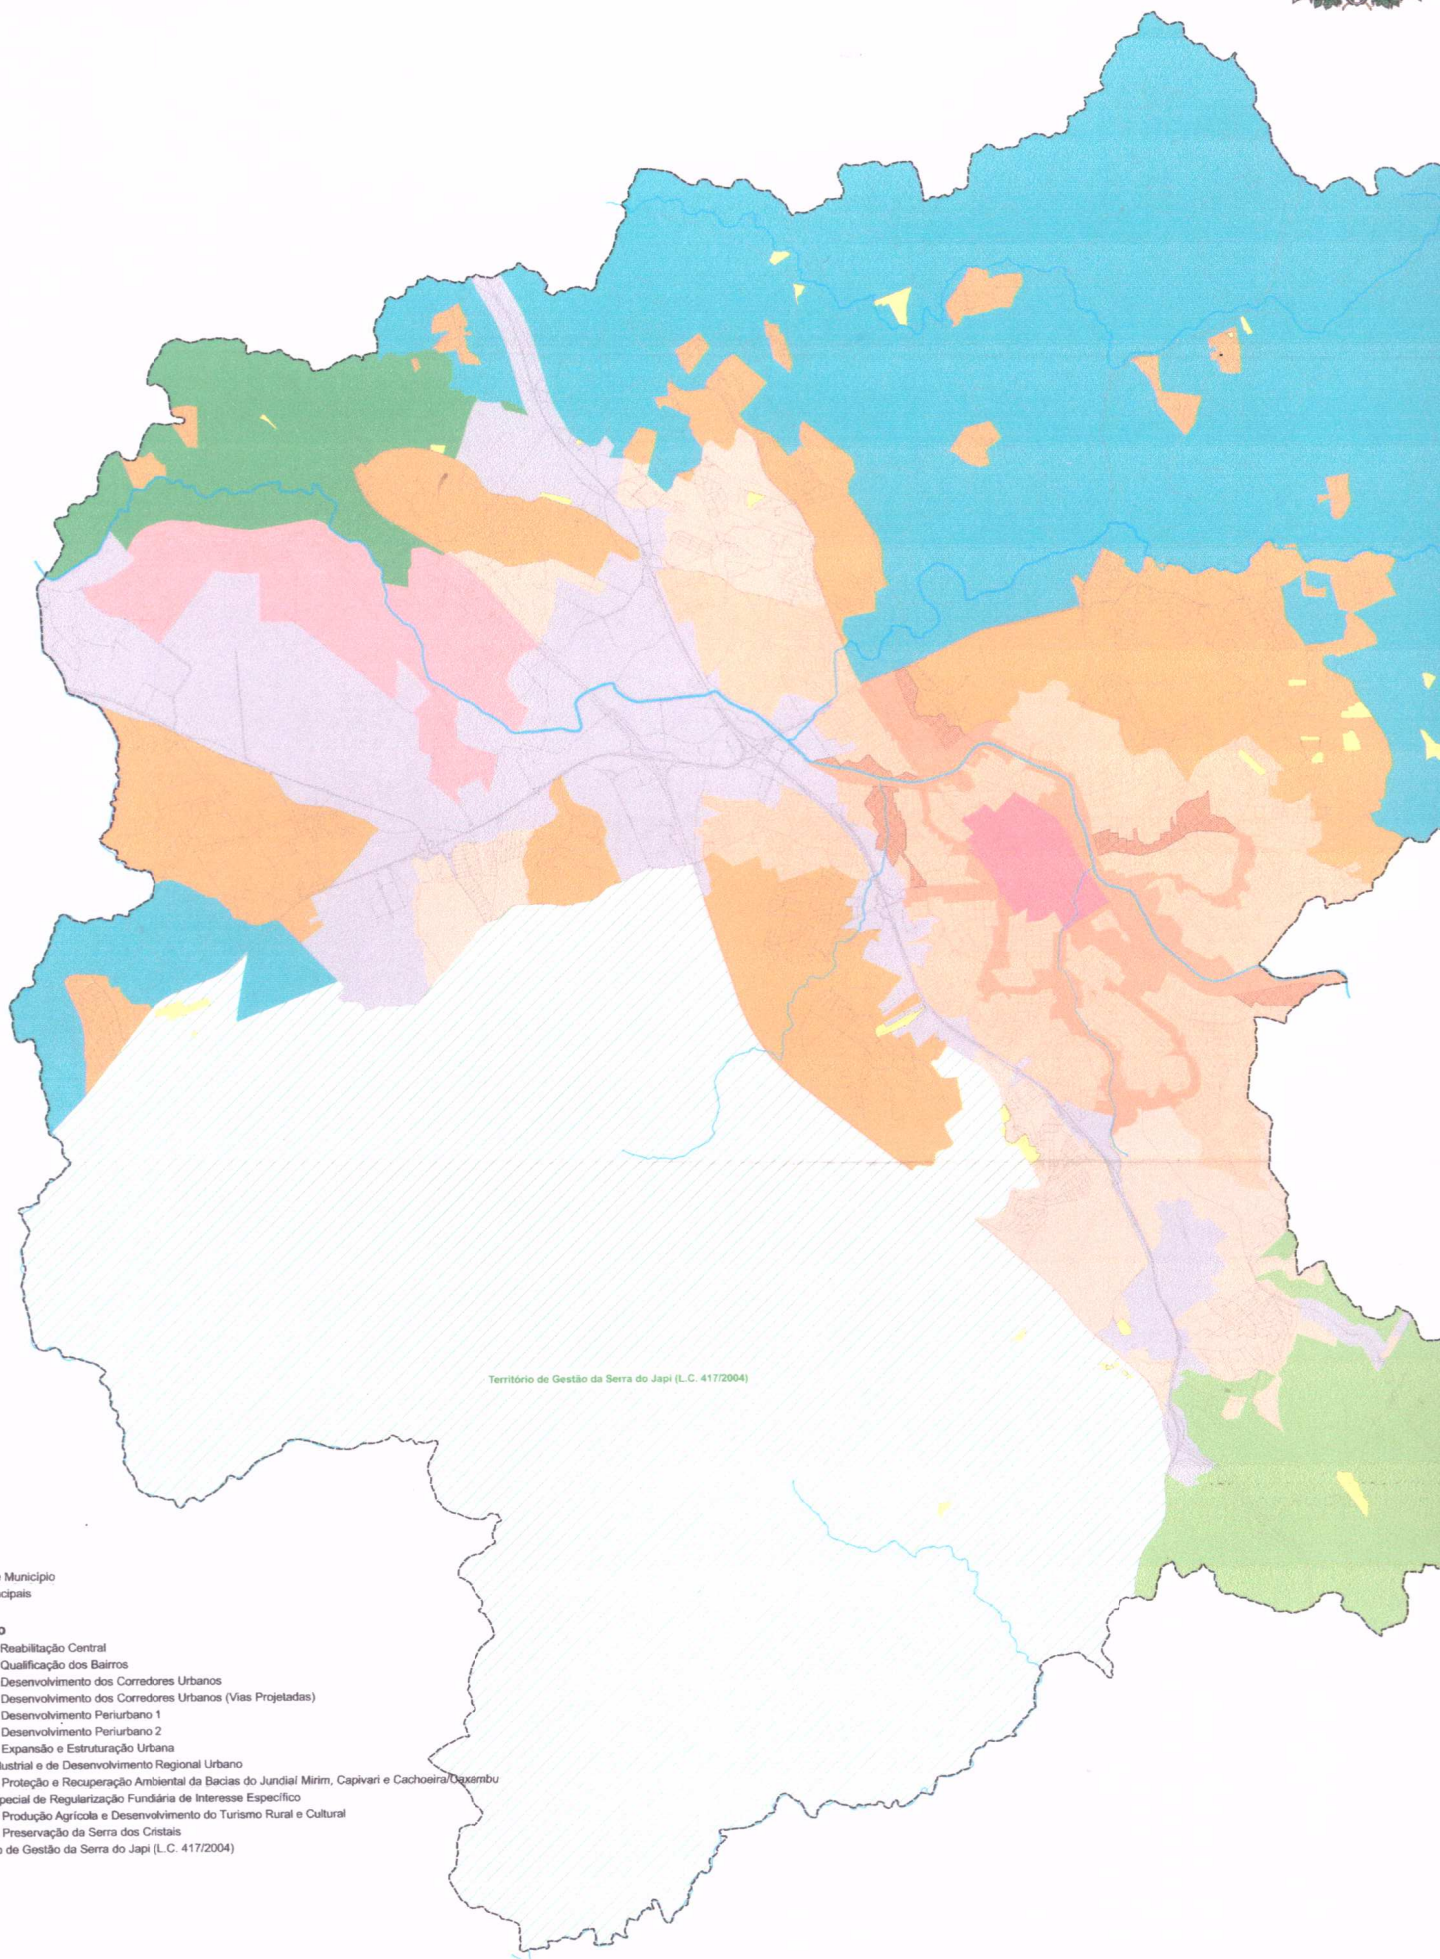 Território de Gestão da Serra do Japi (L.C. 417/2004)
Município
cipais
o
Reabilitação Central
Qualificação dos Bairros
Desenvolvimento dos Corredores Urbanos
Desenvolvimento dos Corredores Urbanos (Vias Projetadas)
Desenvolvimento Periurbano 1
Desenvolvimento Periurbano 2
Expansão e Estruturação Urbana
dustrial e de Desenvolvimento Regional Urbano
Proteção e Recuperação Ambiental da Bacias do Jundiaí Mirim, Capivari e Cachoeira/Caxambu
pecial de Regularização Fundiária de Interesse Específico
Produção Agrícola e Desenvolvimento do Turismo Rural e Cultural
Preservação da Serra dos Cristais
o de Gestão da Serra do Japi (L.C. 417/2004)